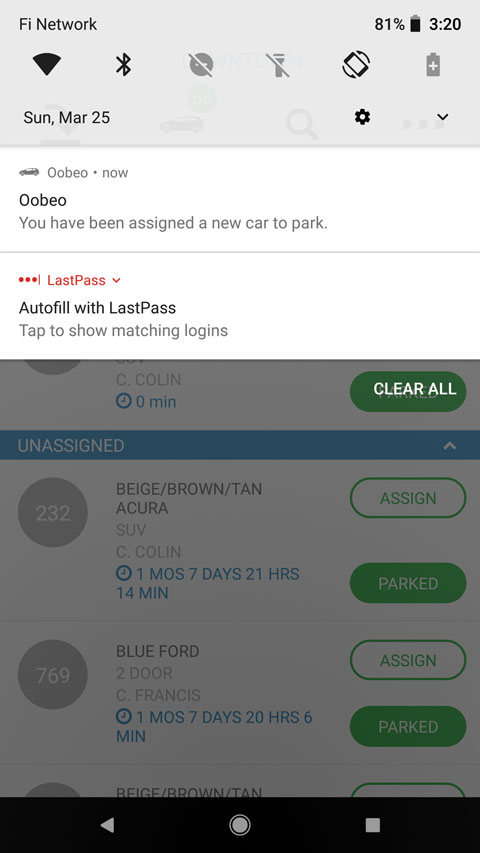 Fi Network 81% 3:20
DOWNTOWN
66
Sun, Mar 25
Oobeo • now
Oobeo
You have been assigned a new car to park.
LastPass
Autofill with LastPass
Tap to show matching logins
SUV
C. COLIN
0 min
PARKED
CLEAR ALL
UNASSIGNED
232
BEIGE/BROWN/TAN
ACURA
SUV
C. COLIN
1 MOS 7 DAYS 21 HRS
14 MIN
ASSIGN
PARKED
769
BLUE FORD
2 DOOR
C. FRANCIS
1 MOS 7 DAYS 20 HRS 6
MIN
ASSIGN
PARKED
BEIGE/BROWN/TAN